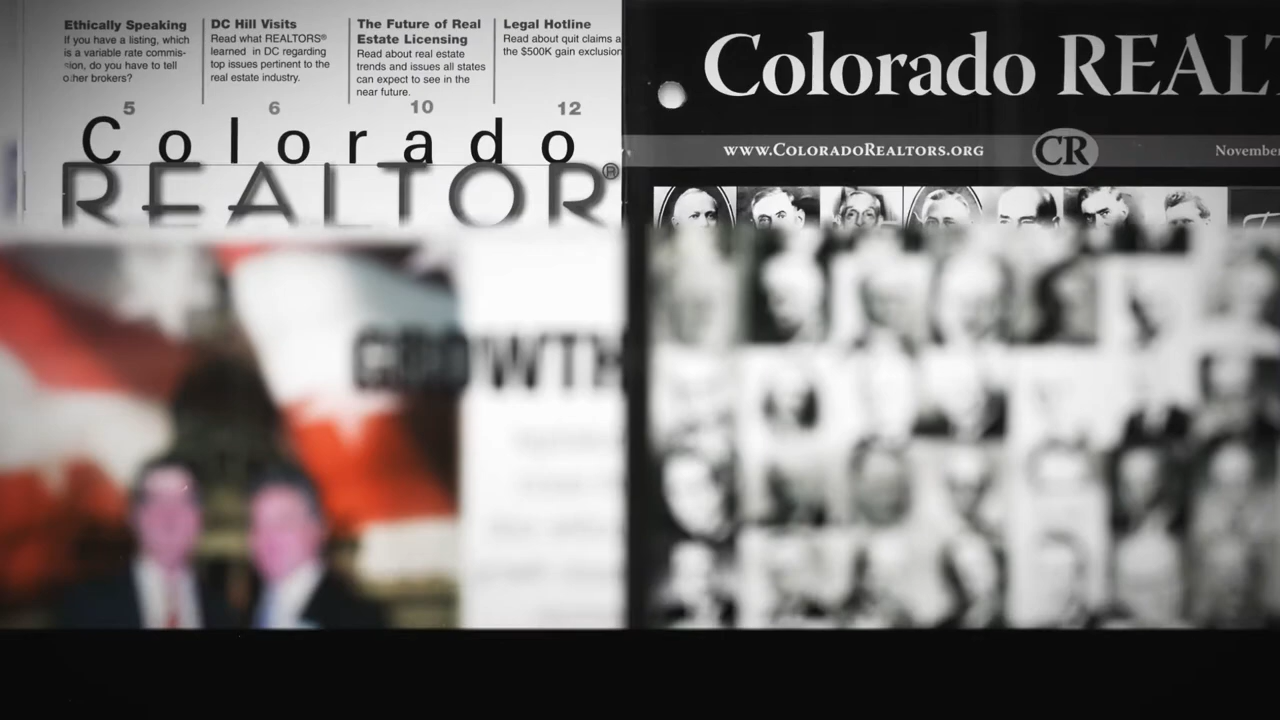 Ethically Speaking
If you have a listing, which
is a variable rate commis-
sion, do you have to tell
other brokers?
5
DC Hill Visits
Read what REALTORS®
learned in DC regarding
top issues pertinent to the
real estate industry.
6
The Future of Real
Estate Licensing
Read about real estate
trends and issues all states
can expect to see in the
near future.
10
Legal Hotline
Read about quit claims a
the $500K gain exclusion
12
Colorado
REALTOR®
GROWTH
Colorado REALT
www.ColoradoRealtors.org
CR
November